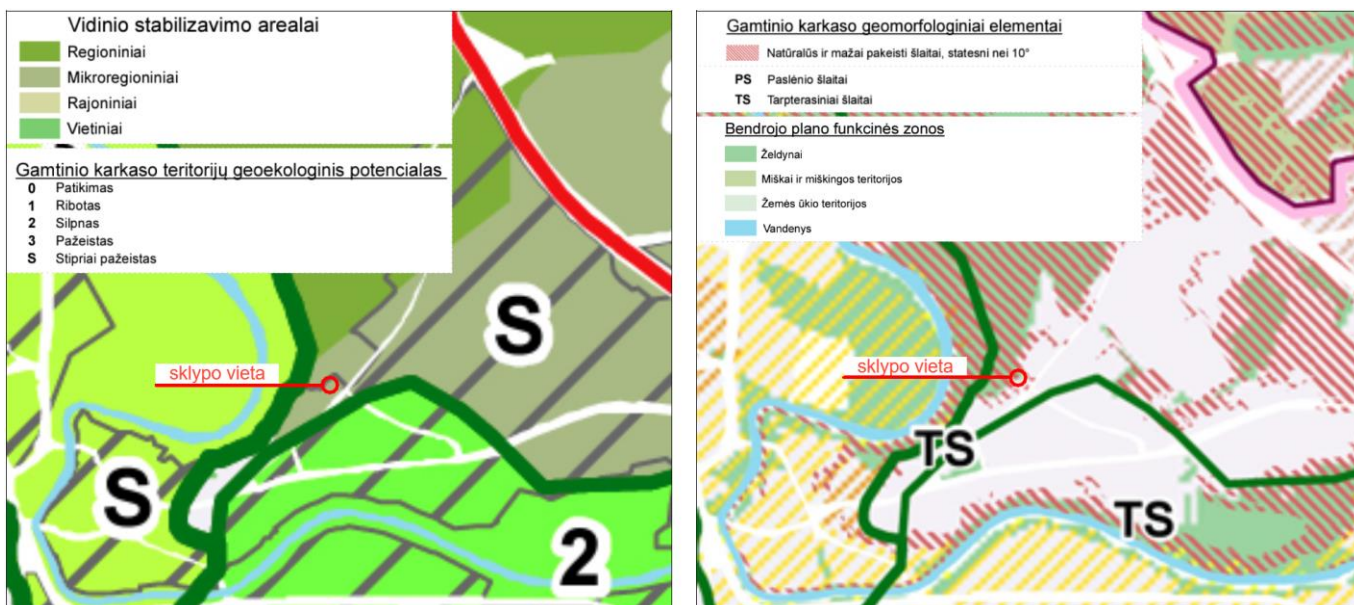 Vidinio stabilizavimo arealai
Regioniniai
Mikroregioniniai
Rajoniniai
Vietiniai
Gamtinio karkaso teritorijų geoekologinis potencialas
0 Patikimas
1 Ribotas
2 Silpnas
3 Pažeistas
S Stipriai pažeistas
S
sklypo vieta
S
2
Gamtinio karkaso geomorfologiniai elementai
Natūralūs ir mažai pakeisti šlaitai, statesni nei 10°
PS Paslėnio šlaitai
TS Tarpterasiniai šlaitai
Bendrojo plano funkcinės zonos
Želdynai
Miškai ir miškingos teritorijos
Žemės ūkio teritorijos
Vandenys
sklypo vieta
TS
TS